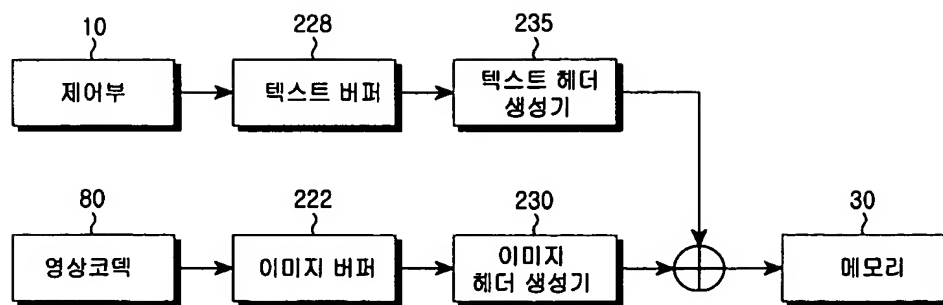 10
228
235
제어부
텍스트 버퍼
텍스트 헤더
생성기
80
222
230
30
영상코덱
이미지 버퍼
이미지
헤더 생성기
메모리